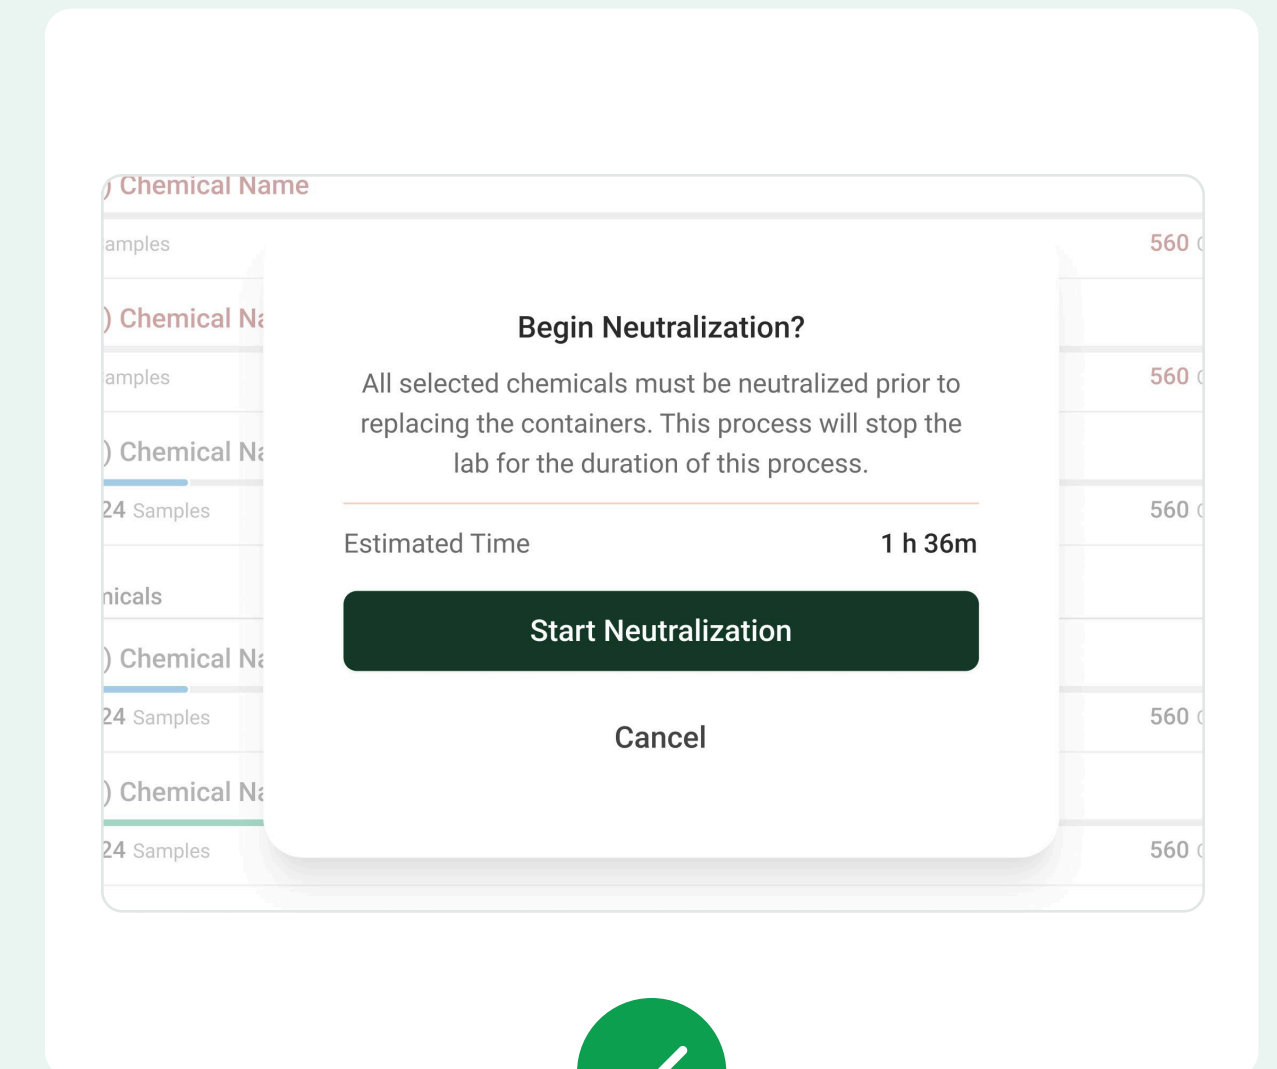 ) Chemical Name
amples
560
) Chemical Na
amples
560
) Chemical Na
24 Samples
560
micals
) Chemical Na
24 Samples
560
) Chemical Na
24 Samples
560
Begin Neutralization?
All selected chemicals must be neutralized prior to
replacing the containers. This process will stop the
lab for the duration of this process.
Estimated Time 1 h 36m
Start Neutralization
Cancel